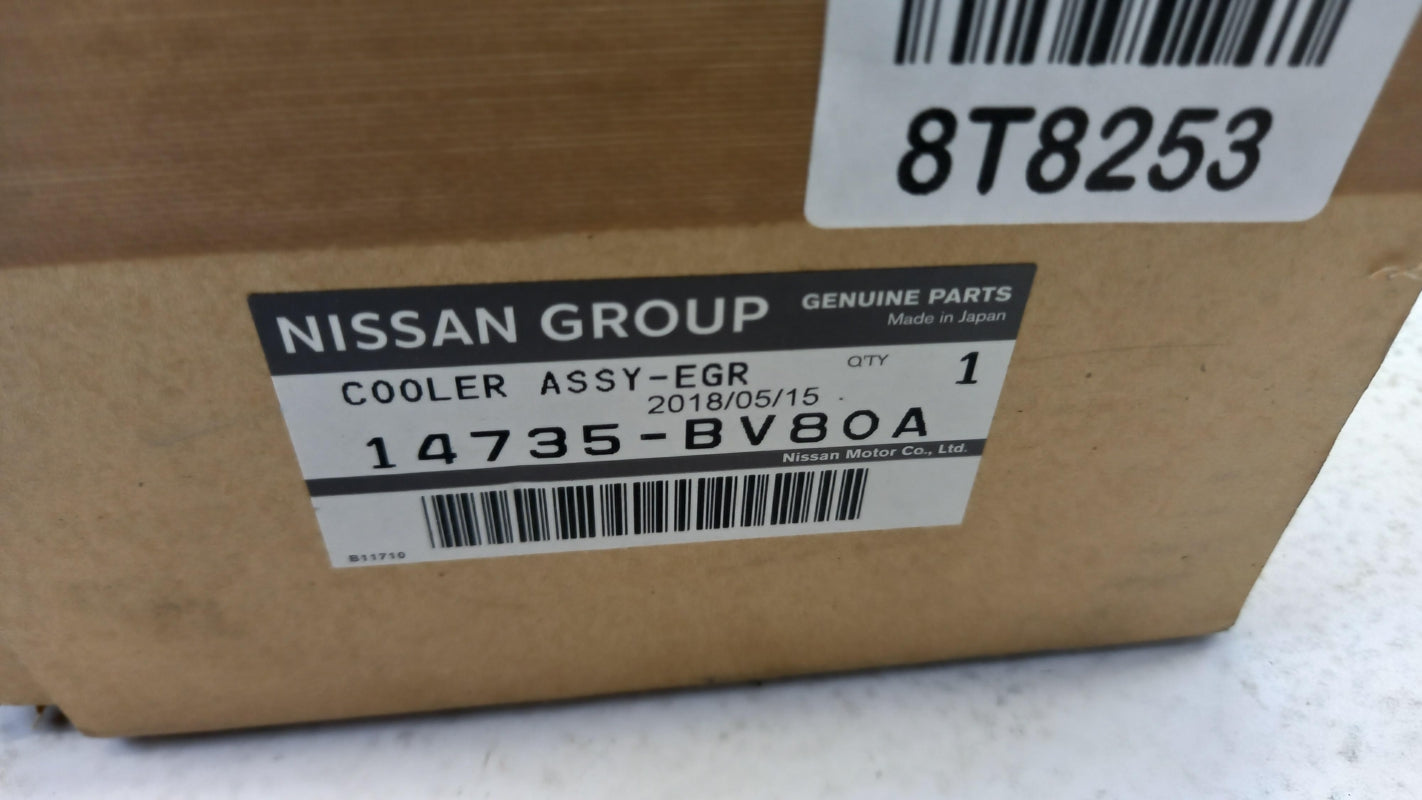 8T8253
NISSAN GROUP
GENUINE PARTS
Made in Japan
COOLER ASSY-EGR
Q'TY
1
2018/05/15
14735-BV80A
Nissan Motor Co., Ltd.
B11710